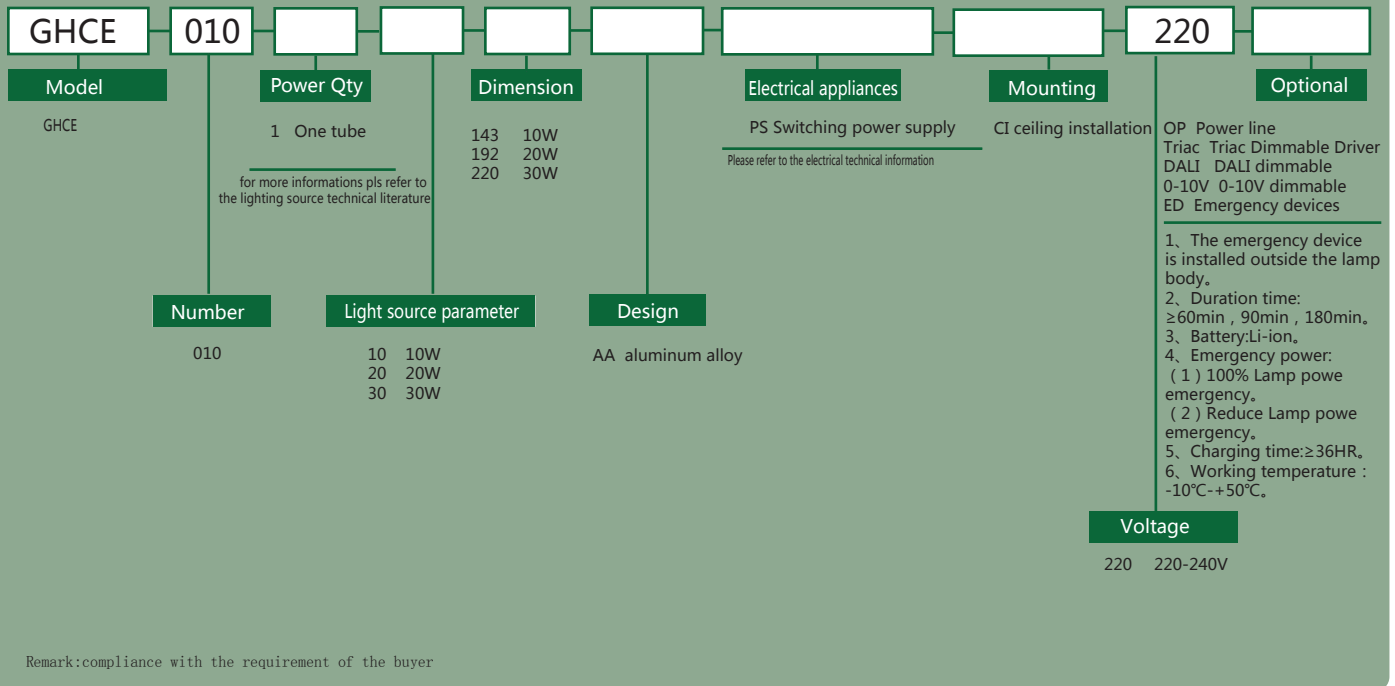 GHCE 010 220
Model
Power Qty
Dimension
Electrical appliances
Mounting
Optional
GHCE
1 One tube
for more informations pls refer to
the lighting source technical literature
143 10W
192 20W
220 30W
PS Switching power supply
Please refer to the electrical technical information
CI ceiling installation
OP Power line
Triac Triac Dimmable Driver
DALI DALI dimmable
0-10V 0-10V dimmable
ED Emergency devices
1、The emergency device
is installed outside the lamp
body。
2、Duration time:
≥60min，90min，180min。
3、Battery:Li-ion。
4、Emergency power:
（1）100% Lamp powe
emergency。
（2）Reduce Lamp powe
emergency。
5、Charging time:≥36HR。
6、Working temperature：
-10℃-+50℃。
Number
Light source parameter
Design
010
10 10W
20 20W
30 30W
AA aluminum alloy
Voltage
220 220-240V
Remark:compliance with the requirement of the buyer